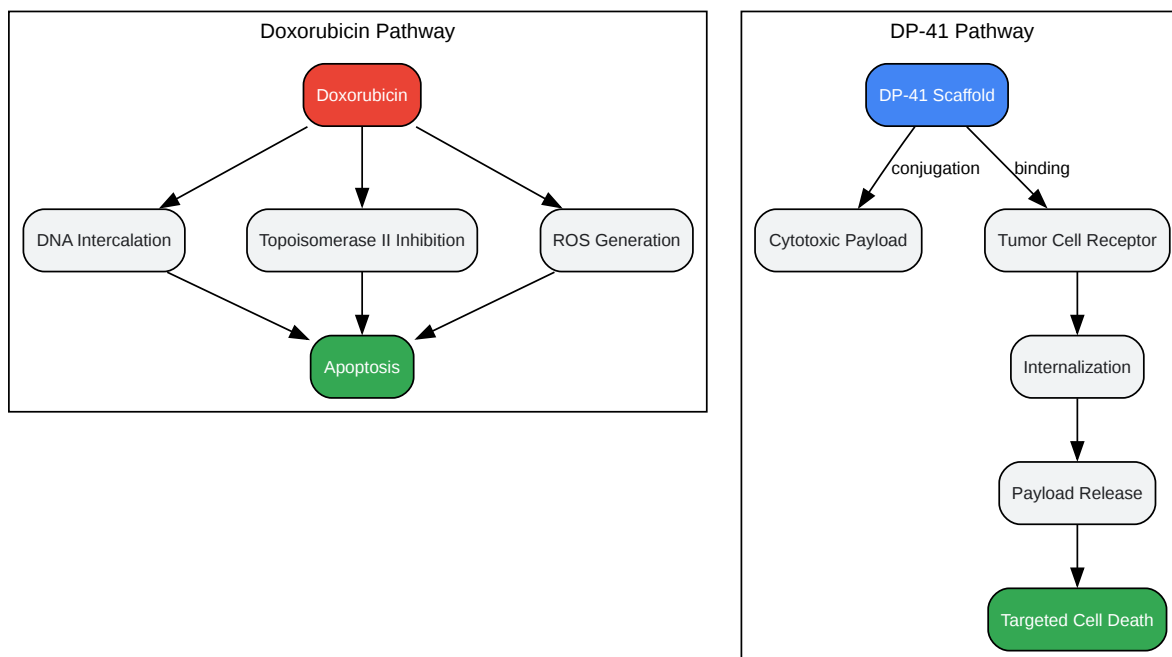 Doxorubicin Pathway
Doxorubicin
DNA Intercalation
Topoisomerase II Inhibition
ROS Generation
Apoptosis
DP-41 Pathway
DP-41 Scaffold
conjugation
binding
Cytotoxic Payload
Tumor Cell Receptor
Internalization
Payload Release
Targeted Cell Death